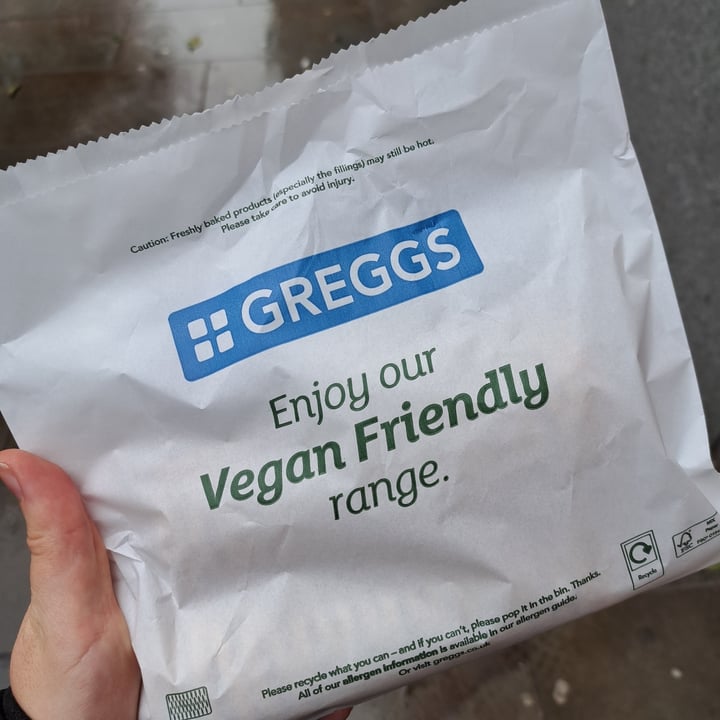 Caution: Freshly baked products (especially the fillings) may still be hot.
Please take care to avoid injury.
GREGGS
Enjoy our
Vegan Friendly
range.
Recycle
FSC
MIX
Please recycle what you can – and if you can't, please pop it in the bin. Thanks.
All of our allergen information is available in our allergen guide.
Or visit greggs.co.uk